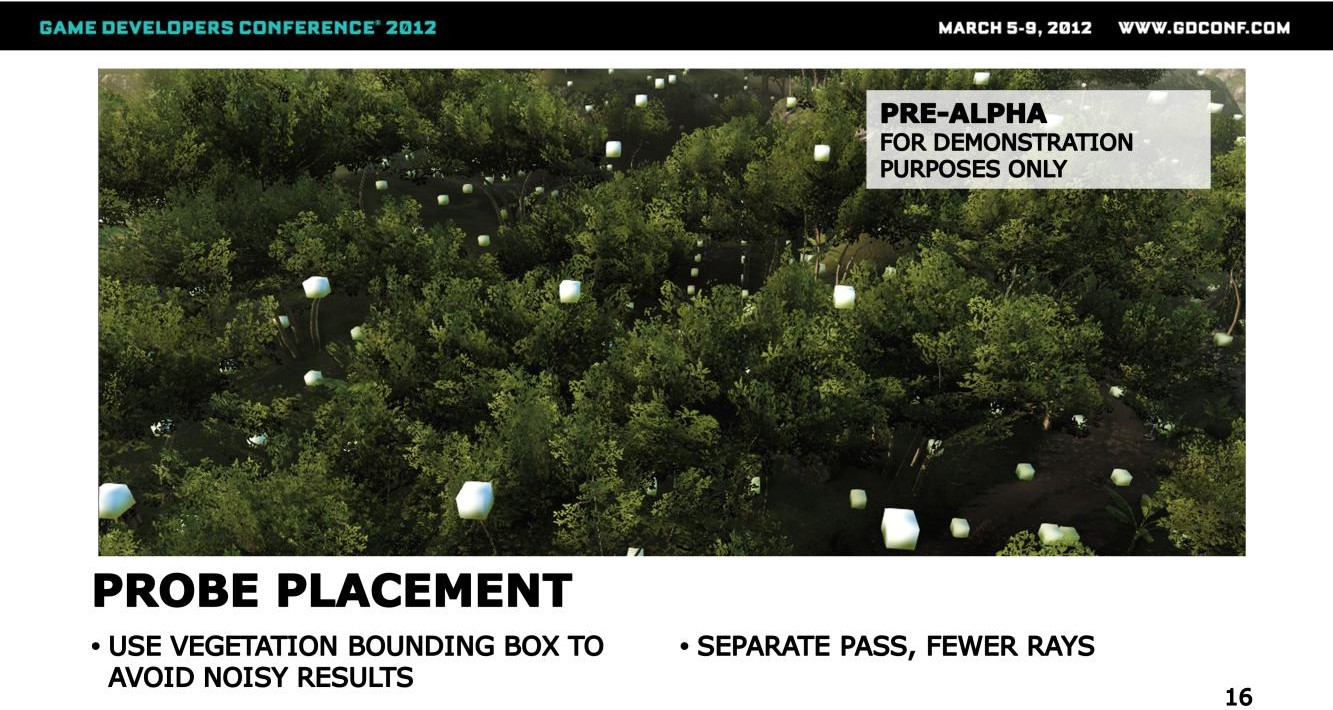 GAME DEVELOPERS CONFERENCE® 2012
MARCH 5-9, 2012 WWW.GDCONF.COM
PRE-ALPHA
FOR DEMONSTRATION
PURPOSES ONLY
PROBE PLACEMENT
• USE VEGETATION BOUNDING BOX TO
AVOID NOISY RESULTS
• SEPARATE PASS, FEWER RAYS
16